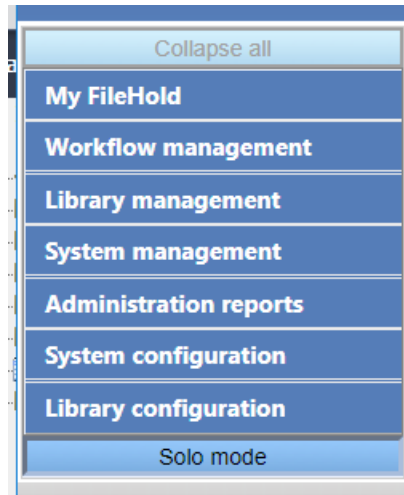 Collapse all
My FileHold
Workflow management
Library management
System management
Administration reports
System configuration
Library configuration
Solo mode